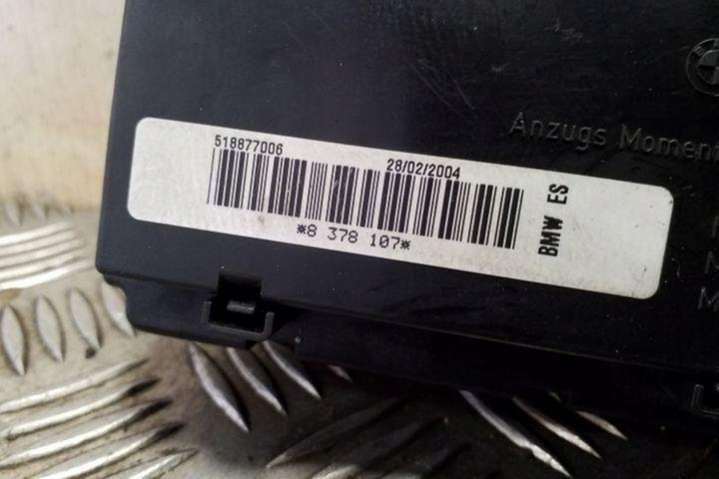 518877006
28/02/2004
*8 378 107*
BMW ES
Anzugs Moment